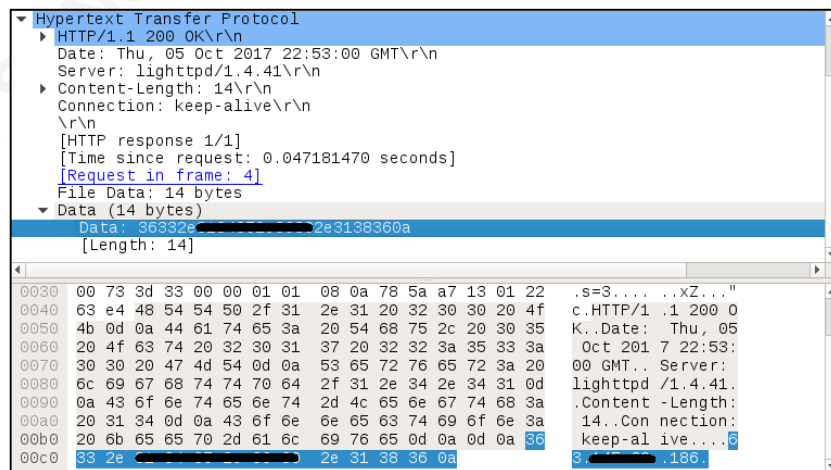 Hypertext Transfer Protocol
HTTP/1.1 200 OK\r\n
Date: Thu, 05 Oct 2017 22:53:00 GMT\r\n
Server: lighttpd/1.4.41\r\n
Content-Length: 14\r\n
Connection: keep-alive\r\n
\r\n
[HTTP response 1/1]
[Time since request: 0.047181470 seconds]
[Request in frame: 4]
File Data: 14 bytes
Data (14 bytes)
Data: 36332e 2e3138360a
[Length: 14]
0030 00 73 3d 33 00 00 01 01 08 0a 78 5a a7 13 01 22 .s=3.... ..xZ..."
0040 63 e4 48 54 54 50 2f 31 2e 31 20 32 30 30 20 4f c.HTTP/1 .1 200 O
0050 4b 0d 0a 44 61 74 65 3a 20 54 68 75 2c 20 30 35 K..Date: Thu, 05
0060 20 4f 63 74 20 32 30 31 37 20 32 32 3a 35 33 3a Oct 201 7 22:53:
0070 30 30 20 47 4d 54 0d 0a 53 65 72 76 65 72 3a 20 00 GMT.. Server:
0080 6c 69 67 68 74 74 70 64 2f 31 2e 34 2e 34 31 0d lighttpd /1.4.41.
0090 0a 43 6f 6e 74 65 6e 74 2d 4c 65 6e 67 74 68 3a .Content -Length:
00a0 20 31 34 0d 0a 43 6f 6e 6e 65 63 74 69 6f 6e 3a 14..Con nection:
00b0 20 6b 65 65 70 2d 61 6c 69 76 65 0d 0a 0d 0a 36 keep-al ive....6
00c0 33 2e 2e 31 38 36 0a 3. .186.